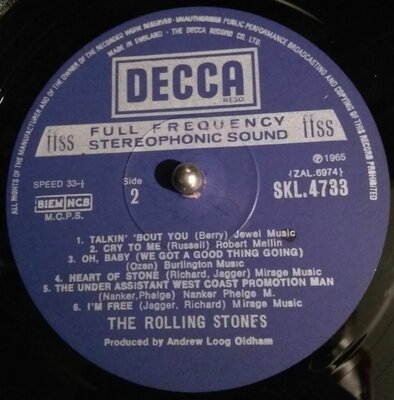 ALL RIGHTS OF THE MANUFACTURER AND OF THE OWNER OF THE RECORDED WORK RESERVED · UNAUTHORISED PUBLIC PERFORMANCE BROADCASTING AND COPYING OF THIS RECORD PROHIBITED
MADE IN ENGLAND · THE DECCA RECORD CO. LTD.
DECCA
REGD
ffss FULL FREQUENCY ffss
STEREOPHONIC SOUND
SPEED 33-⅓
Side
2
℗1965
(ZAL.6974)
SKL.4733
BIEM NCB
M.C.P.S.
1. TALKIN' 'BOUT YOU (Berry) Jewel Music
2. CRY TO ME (Russell) Robert Mellin
3. OH, BABY (WE GOT A GOOD THING GOING)
(Ozen) Burlington Music
4. HEART OF STONE (Richard, Jagger) Mirage Music
5. THE UNDER ASSISTANT WEST COAST PROMOTION MAN
(Nanker, Phelge) Nanker Phelge M.
6. I'M FREE (Jagger, Richard) Mirage Music
THE ROLLING STONES
Produced by Andrew Loog Oldham